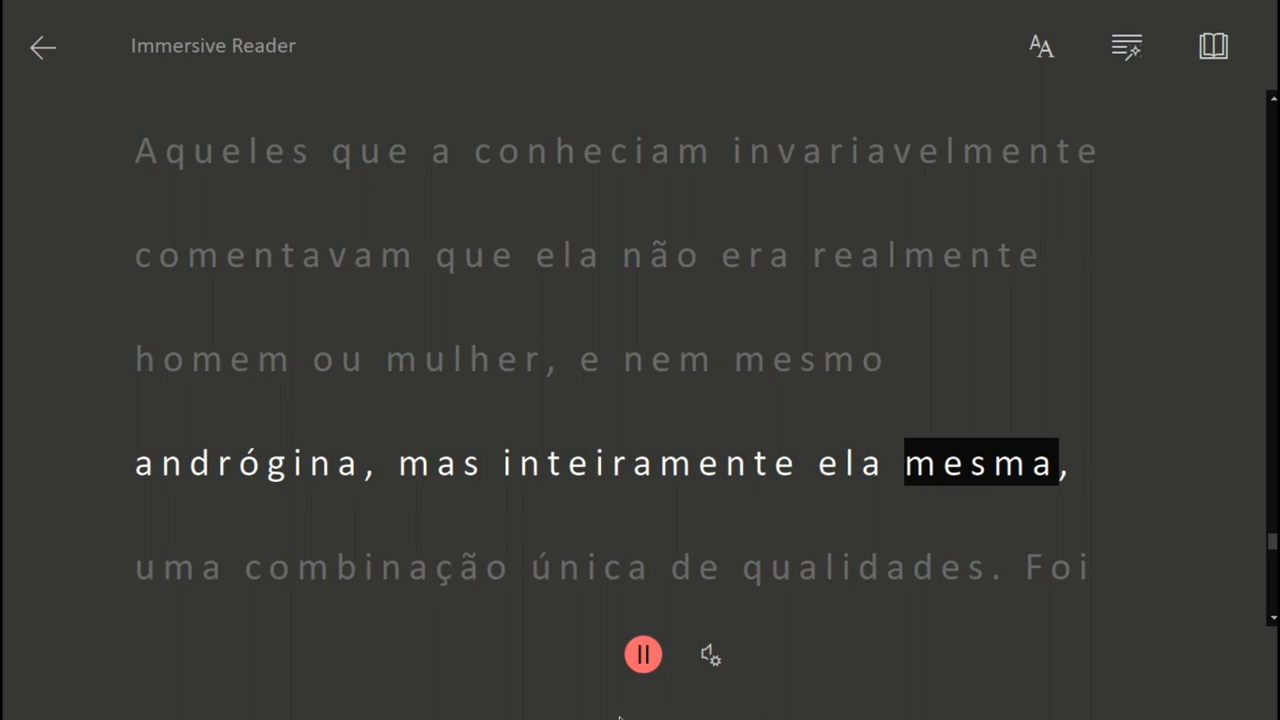 Immersive Reader
Aqueles que a conheciam invariavelmente
comentavam que ela não era realmente
homem ou mulher, e nem mesmo
andrógina, mas inteiramente ela mesma,
uma combinação única de qualidades. Foi